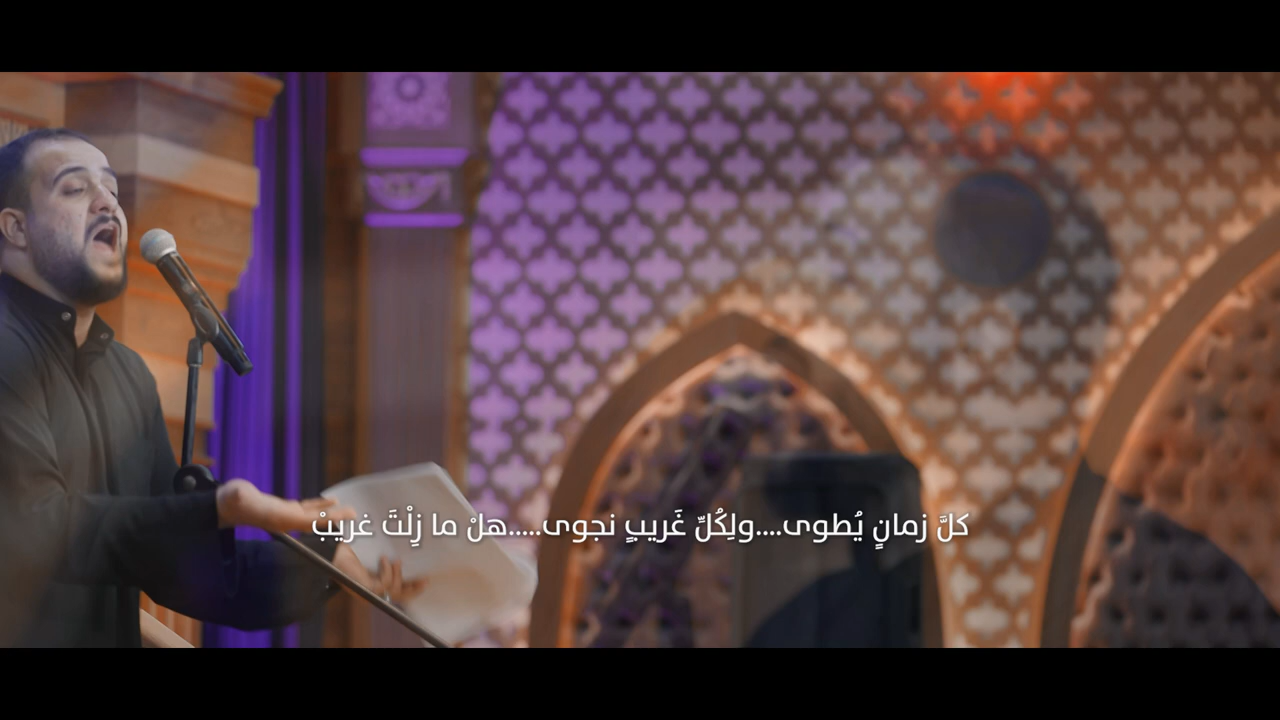 كلَّ زمانٍ يُطوى....ولِكُلِّ غَريبٍ نجوى.....هلْ ما زِلْتَ غريبْ